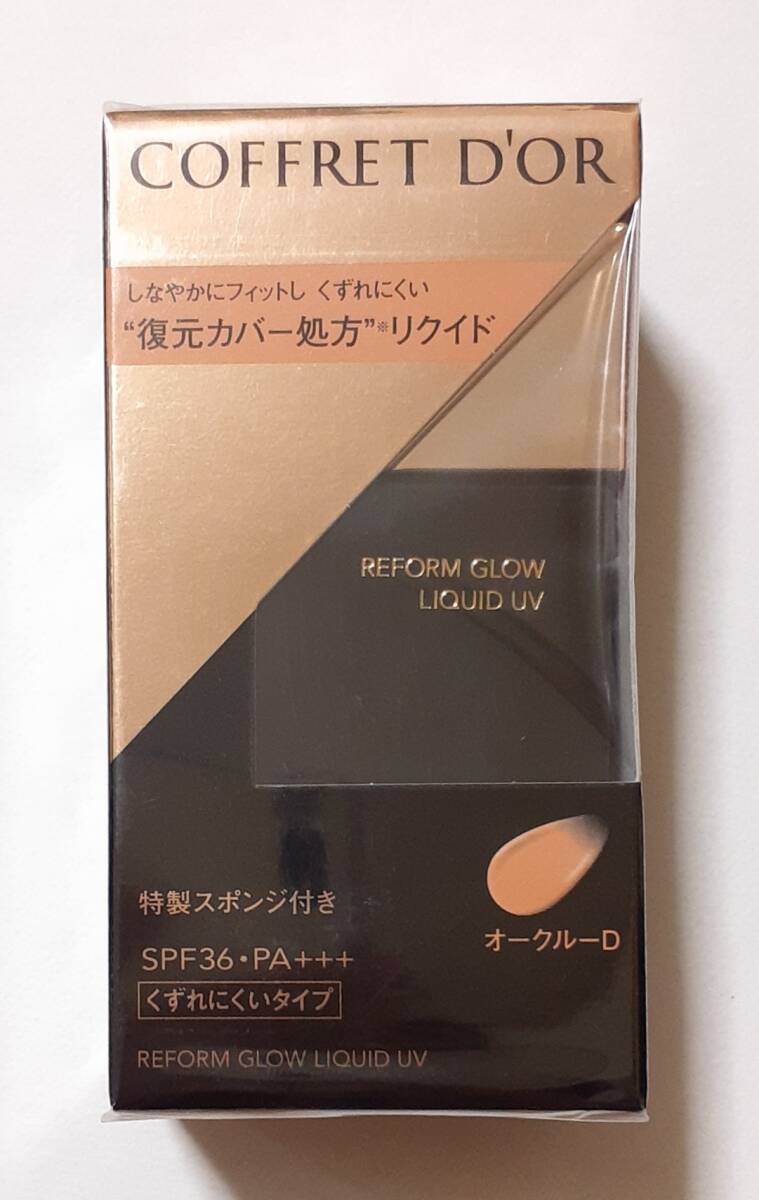 COFFRET D'OR
しなやかにフィットし くずれにくい
“復元カバー処方”※リクイド
REFORM GLOW
LIQUID UV
オークルーD
特製スポンジ付き
SPF36・PA+++
くずれにくいタイプ
REFORM GLOW LIQUID UV